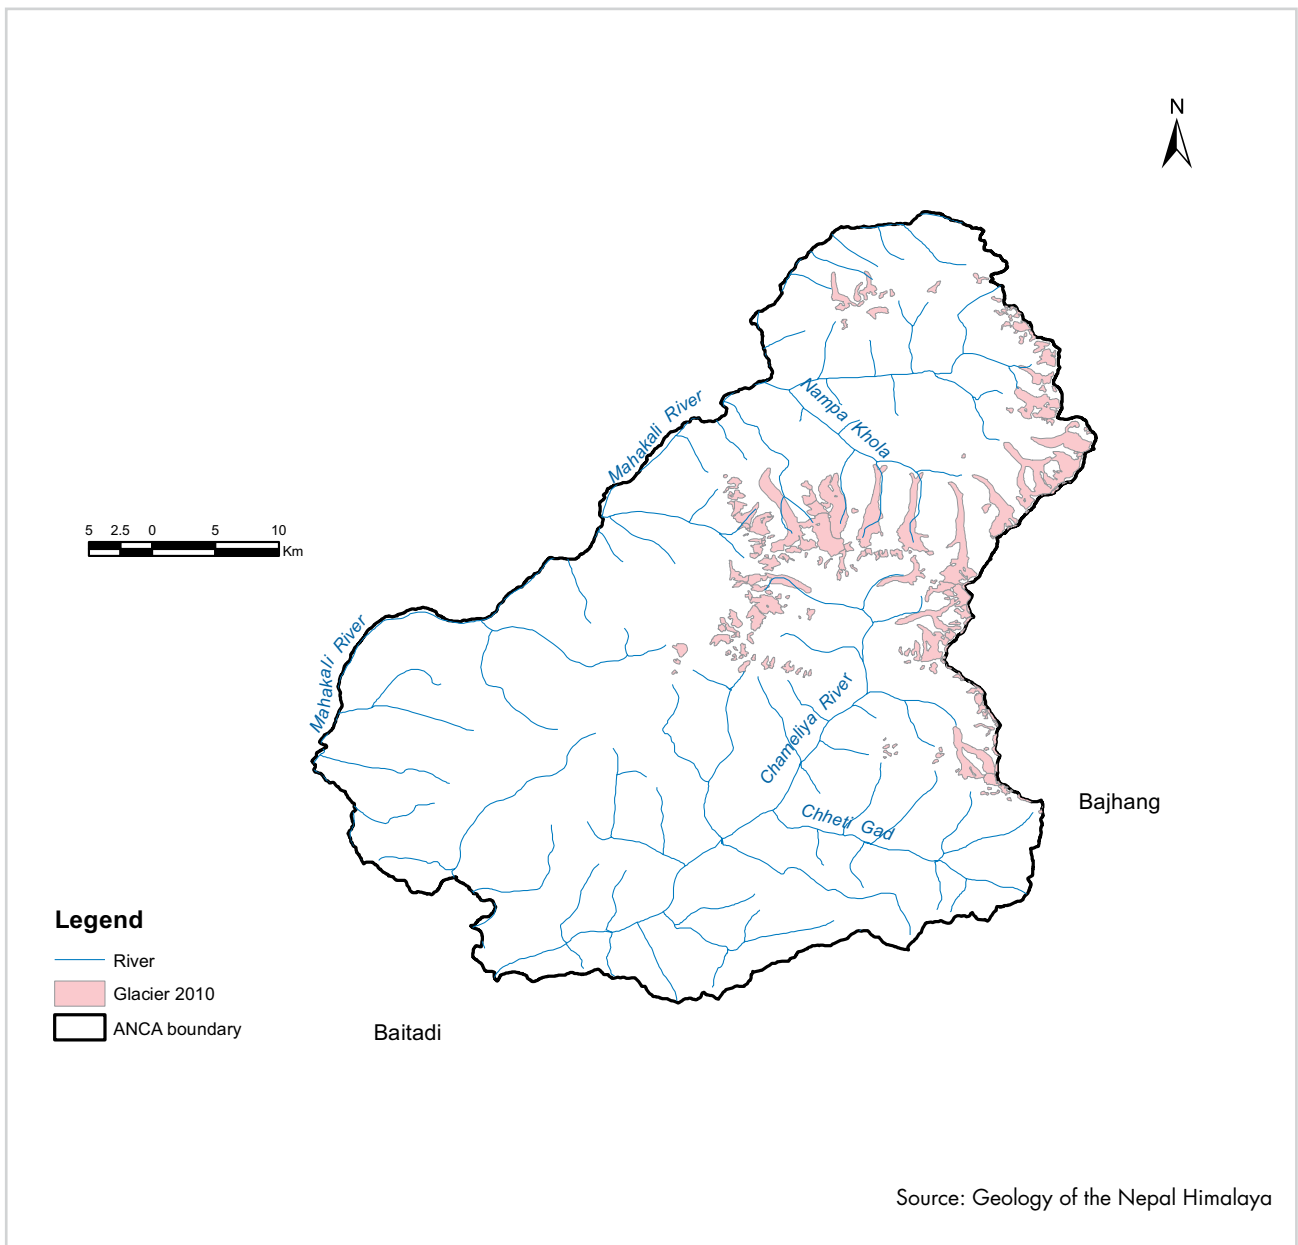 N
Mahakali River
Nampa Khola
5 2.5 0 5 10
Km
Mahakali River
Chameliya River
Bajhang
Chheti Gad
Legend
River
Glacier 2010
ANCA boundary
Baitadi
Source: Geology of the Nepal Himalaya